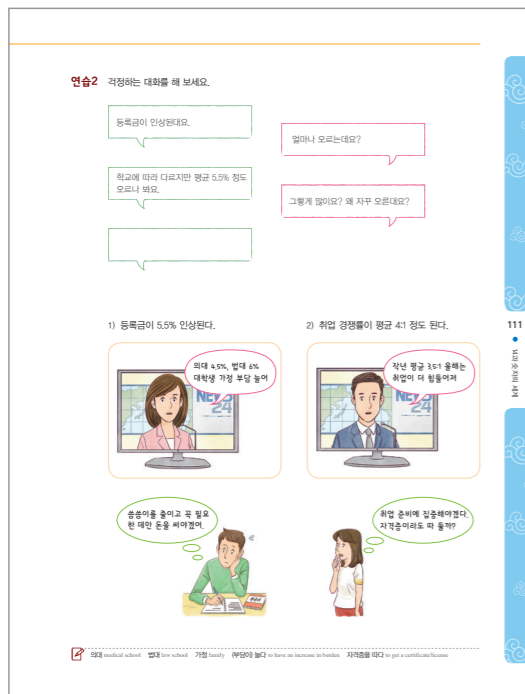 연습2 걱정하는 대화를 해 보세요.
등록금이 인상된대요.
얼마나 오르는데요?
학교에 따라 다르지만 평균 5.5% 정도
오르나 봐요.
그렇게 많이요? 왜 자꾸 오른대요?
1) 등록금이 5.5% 인상된다.
의대 4.5%, 법대 6%
대학생 가정 부담 늘어
NEWS
24
2) 취업 경쟁률이 평균 4:1 정도 된다.
작년 평균 3.5:1 올해는
취업이 더 힘들어져
NEWS
24
씀씀이를 줄이고 꼭 필요
한 데만 돈을 써야겠어.
취업 준비에 집중해야겠다.
자격증이라도 따 둘까?
의대 medical school 법대 law school 가정 family (부담이) 늘다 to have an increase in burden 자격증을 따다 to get a certificate/license
111
숫자의 세계